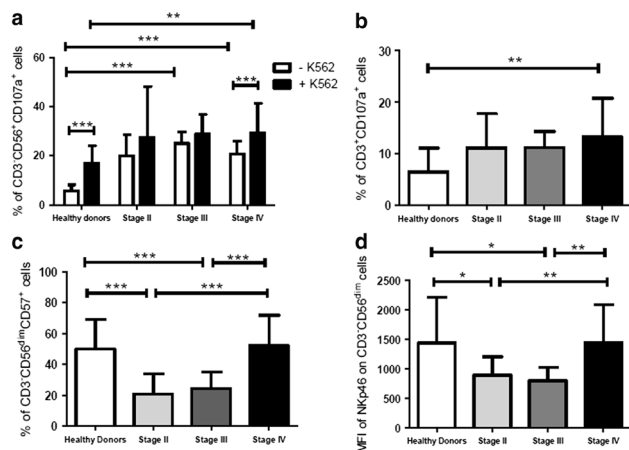 a
**
***
***
***
***
- K562
+ K562
% of CD3-CD56+CD107a+ cells
60
40
20
0
Healthy donors Stage II Stage III Stage IV
b
**
% of CD3+CD107a+ cells
30
20
10
0
Healthy donors Stage II Stage III Stage IV
c
*** ***
*** ***
% of CD3-CD56dimCD57+ cells
100
80
60
40
20
0
Healthy Donors Stage II Stage III Stage IV
d
* **
* **
MFI of NKp46 on CD3-CD56dim cells
2500
2000
1500
1000
500
0
Healthy Donors Stage II Stage III Stage IV